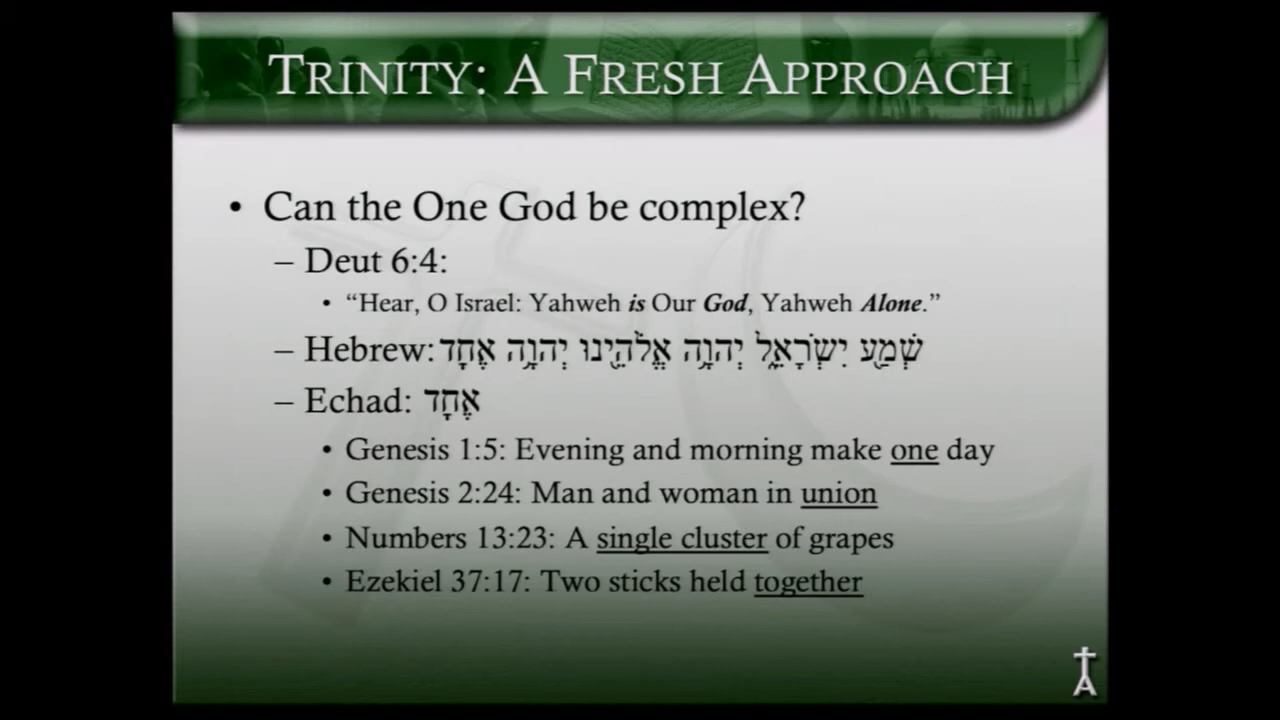 TRINITY: A FRESH APPROACH
• Can the One God be complex?
– Deut 6:4:
• “Hear, O Israel: Yahweh is Our God, Yahweh Alone.”
– Hebrew: שְׁמַ֖ע יִשְׂרָאֵ֑ל יְהוָ֥ה אֱלֹהֵ֖ינוּ יְהוָ֥ה אֶחָֽד
– Echad: אֶחָֽד
• Genesis 1:5: Evening and morning make one day
• Genesis 2:24: Man and woman in union
• Numbers 13:23: A single cluster of grapes
• Ezekiel 37:17: Two sticks held together